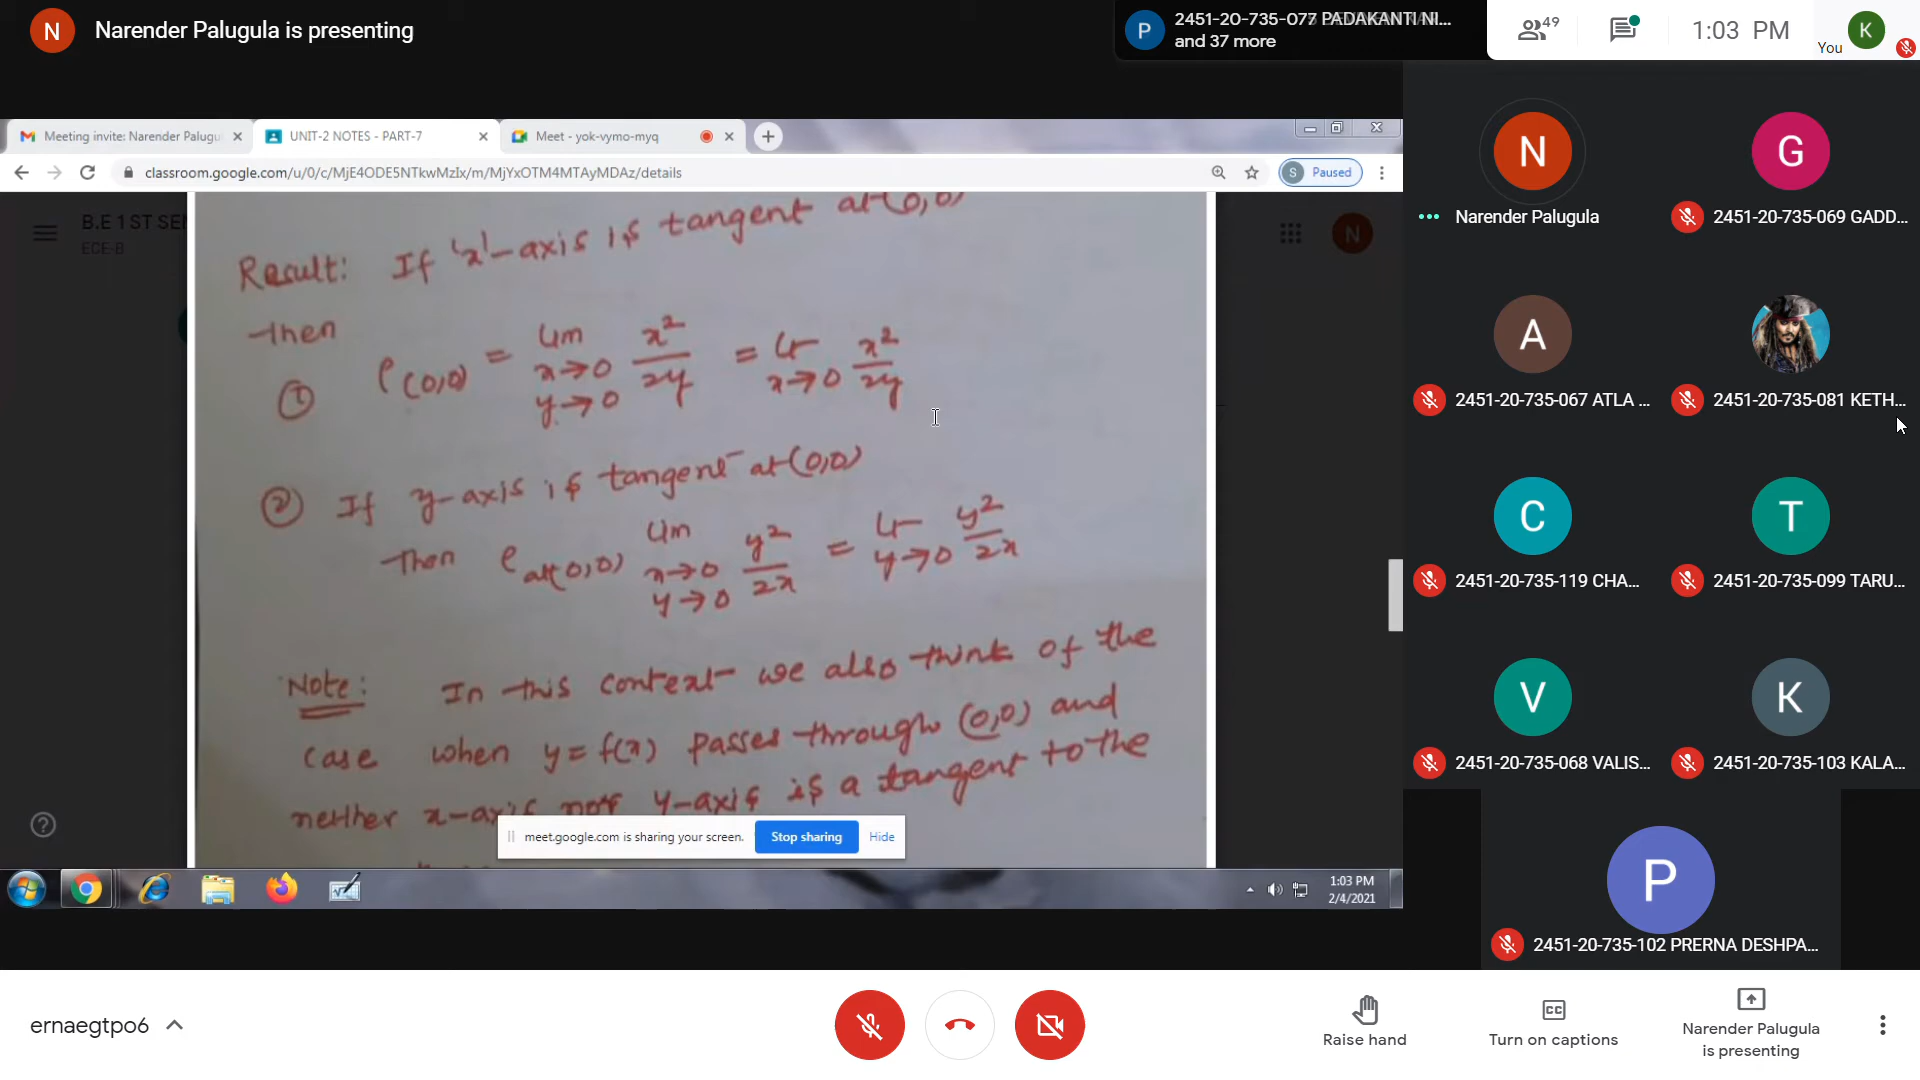 N Narender Palugula is presenting
P and 37 more
49
1:03 PM
You K
Meeting invite: Narender Palugu
UNIT-2 NOTES - PART-7
Meet - yok-vymo-myq
classroom.google.com/u/0/c/MjE4ODE5NTkwMzIx/m/MjYxOTM4MTAyMDAz/details
S Paused
B.E 1 ST SE
ECE-B
N
is tangent at (0,0)
Result: If 'x'-axis is tangent at (0,0)
then
① ρ(0,0) = lim x→0 y→0 x²/2y = Lt x→0 x²/2y
② If y-axis is tangent at (0,0)
then ρ at(0,0) lim x→0 y→0 y²/2x = Lt y→0 y²/2x
Note: In this context we also think of the
case when y = f(x) passes through (0,0) and
neither x-axis nor y-axis is a tangent to the
meet.google.com is sharing your screen. Stop sharing Hide
1:03 PM
2/4/2021
N G
Narender Palugula 2451-20-735-069 GADD...
A
2451-20-735-067 ATLA ... 2451-20-735-081 KETH...
C T
2451-20-735-119 CHA... 2451-20-735-099 TARU...
V K
2451-20-735-068 VALIS... 2451-20-735-103 KALA...
P
2451-20-735-102 PRERNA DESHPA...
ernaegtpo6
Raise hand
Turn on captions
Narender Palugula
is presenting